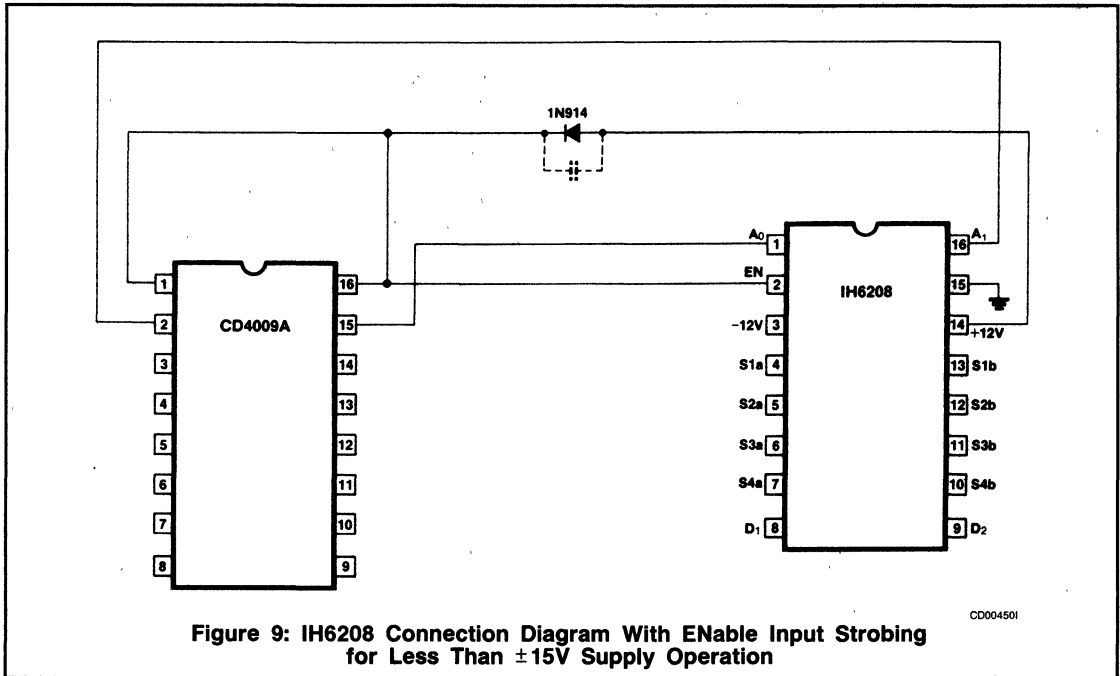 1N914
A₀ 1 16 A₁
1 16 EN 2 IH6208 15
2 CD4009A 15 −12V 3 14 +12V
3 14 S1a 4 13 S1b
4 13 S2a 5 12 S2b
5 12 S3a 6 11 S3b
6 11 S4a 7 10 S4b
7 10 D₁ 8 9 D₂
8 9
CD00450I
Figure 9: IH6208 Connection Diagram With ENable Input Strobing
for Less Than ±15V Supply Operation